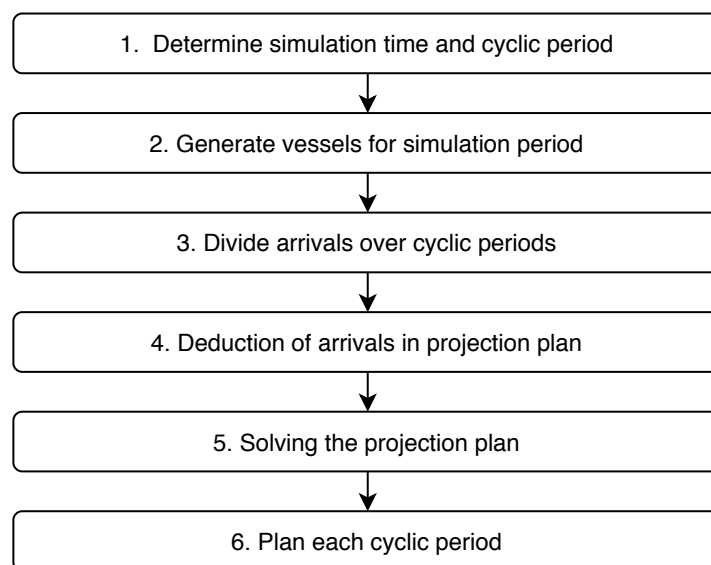 1. Determine simulation time and cyclic period
2. Generate vessels for simulation period
3. Divide arrivals over cyclic periods
4. Deduction of arrivals in projection plan
5. Solving the projection plan
6. Plan each cyclic period